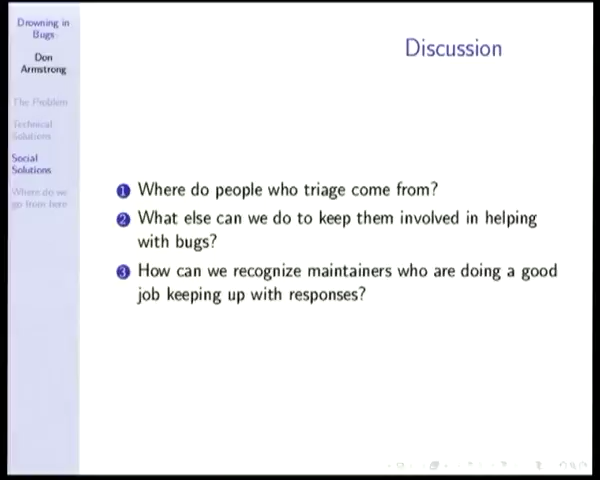 Drowning in
Bugs
Don
Armstrong
The Problem
Technical
Solutions
Social
Solutions
Where do we
go from here
Discussion
1 Where do people who triage come from?
2 What else can we do to keep them involved in helping
with bugs?
3 How can we recognize maintainers who are doing a good
job keeping up with responses?